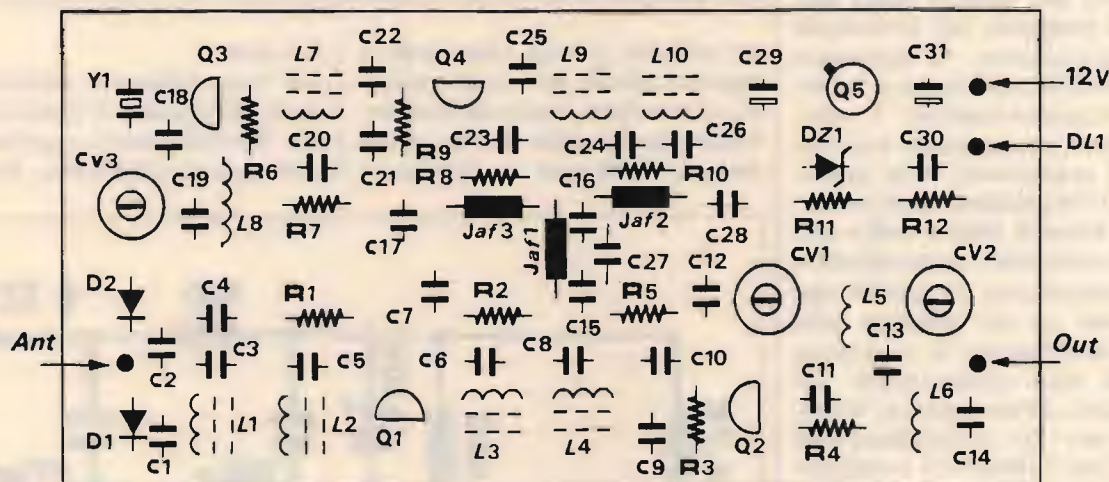 C22
C25
Q3
L7
Q4
L9
L10
C29
C31
Y1
C18
12V
Q5
C20
C23
C24
C26
DZ1
C30
DL1
R9
CV3
C19
R6
C21
R8
C16
R10
L8
R7
C17
Jaf3
Jaf1
Jaf2
C28
R11
R12
D2
C4
R1
C7
R2
C27
C12
CV1
CV2
R5
L5
C15
C13
Ant
C3
C5
C6
C8
C10
Out
C2
C11
L6
D1
L1
L2
Q1
L3
L4
Q2
C1
C9
R3
R4
C14